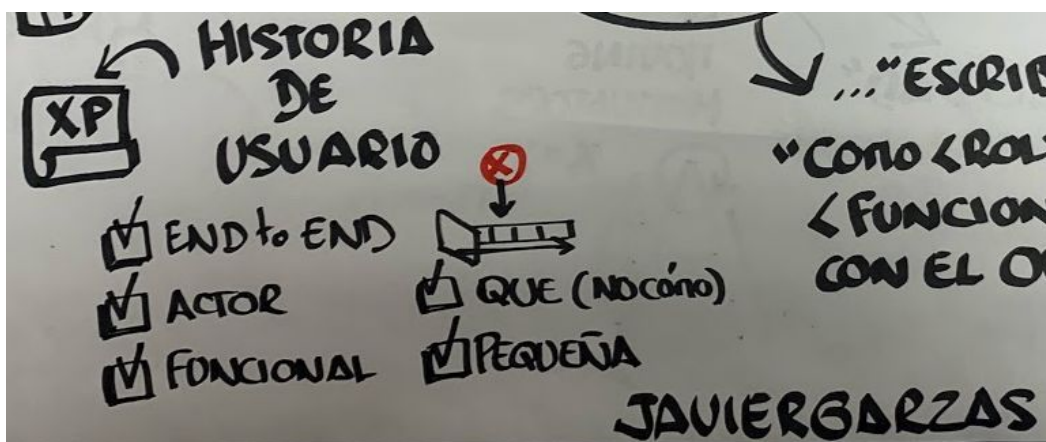 HISTORIA
DE
USUARIO
XP
END to END
ACTOR
FUNCIONAL
QUE (NO cómo)
PEQUEÑA
..."ESCRIB
"COMO <ROL>
<FUNCION
CON EL O
JAVIERGARZAS